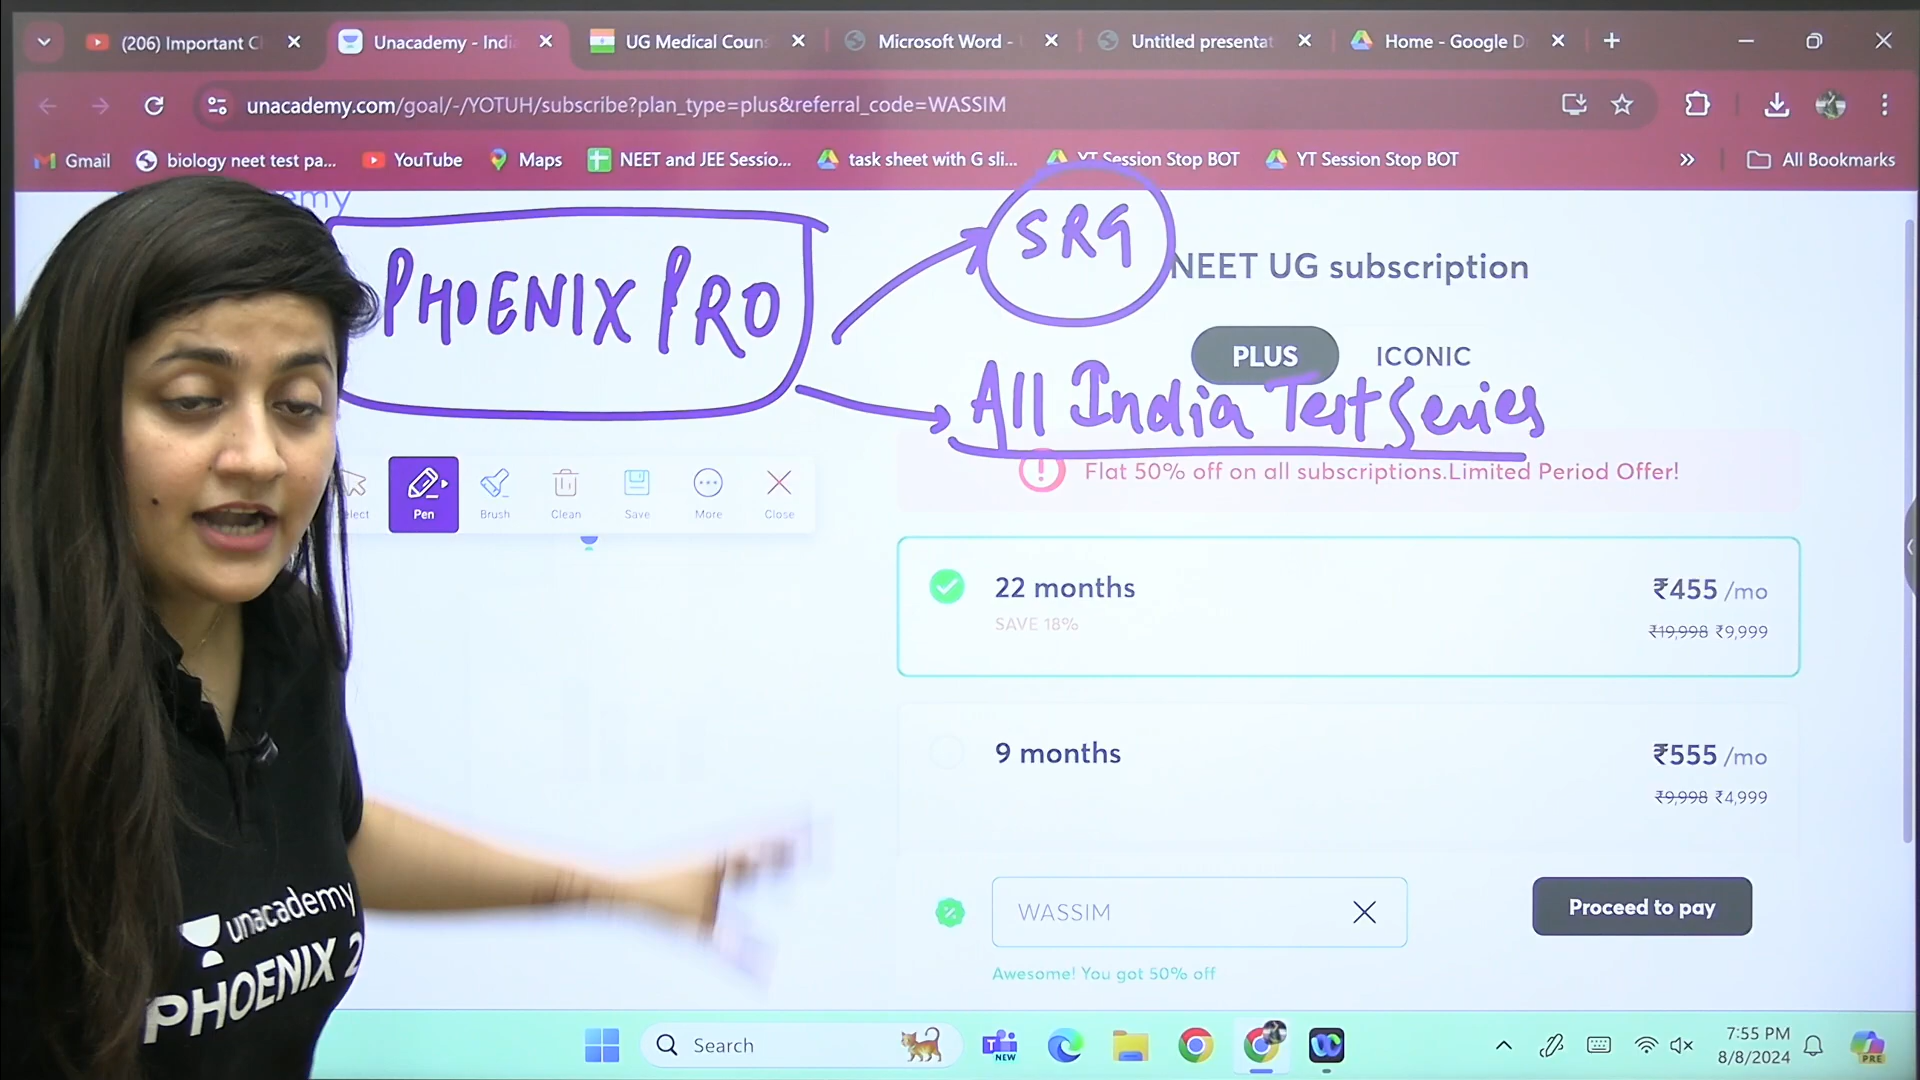 (206) Important C
Unacademy - Indi
UG Medical Couns
Microsoft Word -
Untitled presentat
Home - Google D
unacademy.com/goal/-/YOTUH/subscribe?plan_type=plus&referral_code=WASSIM
Gmail
biology neet test pa...
YouTube
Maps
NEET and JEE Sessio...
task sheet with G sli...
YT Session Stop BOT
YT Session Stop BOT
All Bookmarks
emy
PHOENIX PRO
SRG
NEET UG subscription
PLUS
ICONIC
All India Test Series
Flat 50% off on all subscriptions.Limited Period Offer!
elect
Pen
Brush
Clean
Save
More
Close
22 months
₹455 /mo
SAVE 18%
₹19,998 ₹9,999
9 months
₹555 /mo
₹9,998 ₹4,999
WASSIM
Proceed to pay
Awesome! You got 50% off
unacademy
PHOENIX 2
Search
NEW
7:55 PM
8/8/2024
PRE